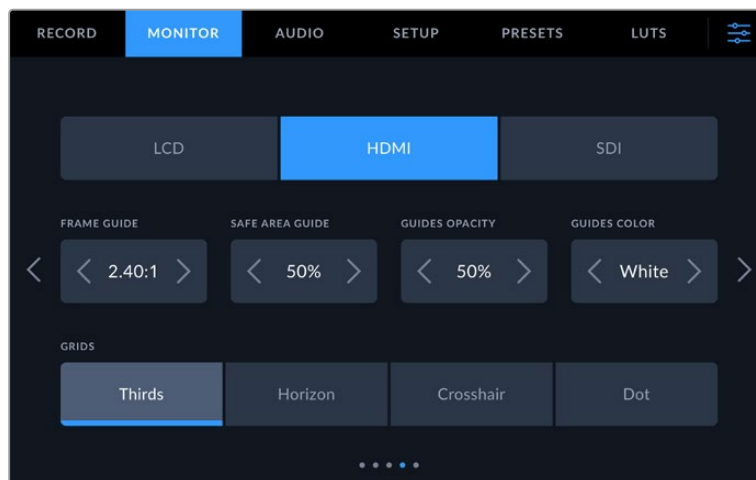 RECORD MONITOR AUDIO SETUP PRESETS LUTS
LCD HDMI SDI
FRAME GUIDE SAFE AREA GUIDE GUIDES OPACITY GUIDES COLOR
2.40:1 50% 50% White
GRIDS
Thirds Horizon Crosshair Dot